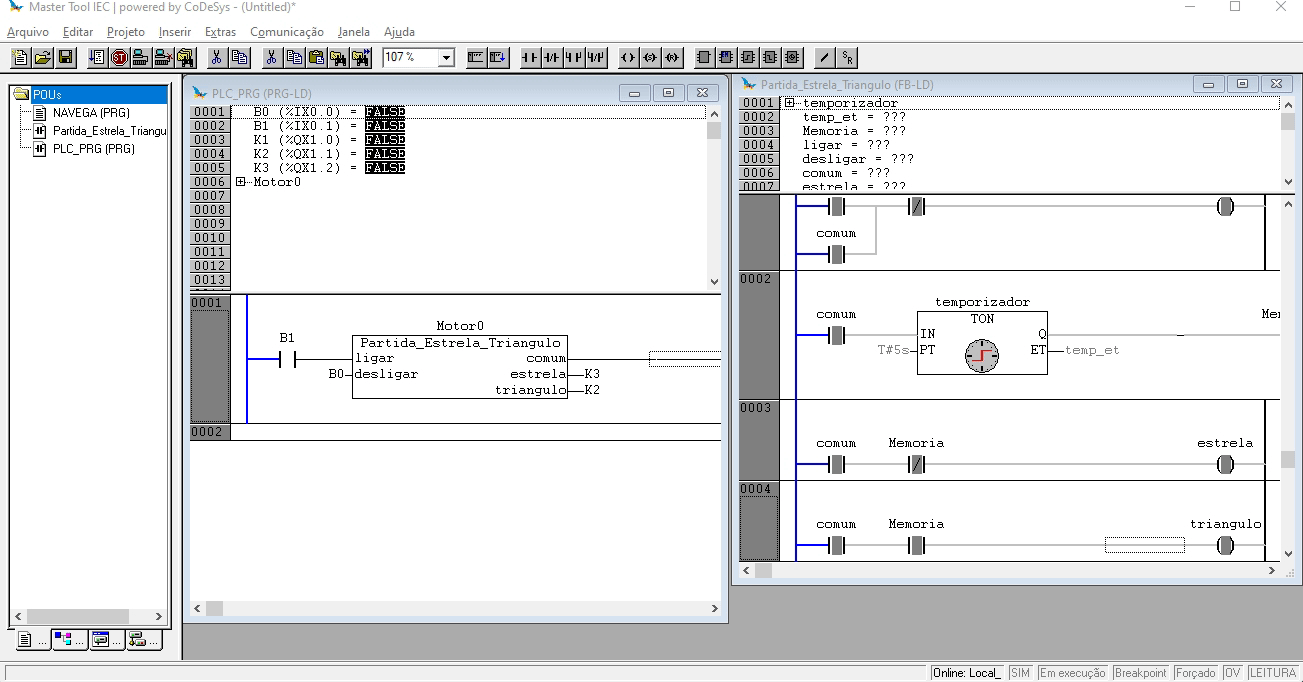 Master Tool IEC | powered by CoDeSys - (Untitled)*
Arquivo Editar Projeto Inserir Extras Comunicação Janela Ajuda
107 %
POUs
NAVEGA (PRG)
Partida_Estrela_Triangu
PLC_PRG (PRG)
PLC_PRG (PRG-LD)
0001 B0 (%IX0.0) = FALSE
0002 B1 (%IX0.1) = FALSE
0003 K1 (%QX1.0) = FALSE
0004 K2 (%QX1.1) = FALSE
0005 K3 (%QX1.2) = FALSE
0006 Motor0
0007
0008
0009
0010
0011
0012
0013
0001
Motor0
B1
Partida_Estrela_Triangulo
ligar comum
B0 desligar estrela K3
triangulo K2
0002
Partida_Estrela_Triangulo (FB-LD)
0001 temporizador
0002 temp_et = ???
0003 Memoria = ???
0004 ligar = ???
0005 desligar = ???
0006 comum = ???
0007 estrela = ???
comum
0002
temporizador
comum TON Mem
IN Q
T#5s PT ET temp_et
0003
comum Memoria estrela
0004
comum Memoria triangulo
Online: Local_ SIM Em execução Breakpoint Forçado OV LEITURA